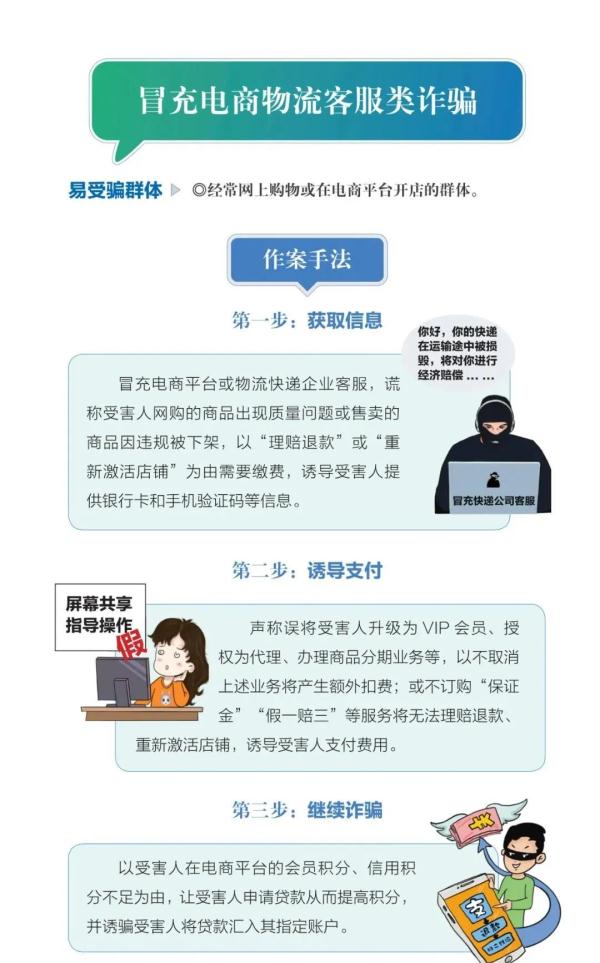 冒充电商物流客服类诈骗
易受骗群体 ◎经常网上购物或在电商平台开店的群体。
作案手法
第一步：获取信息
你好，你的快递
在运输途中被损
毁，将对你进行
经济赔偿 ... ...
冒充电商平台或物流快递企业客服，谎
称受害人网购的商品出现质量问题或售卖的
商品因违规被下架，以“理赔退款”或“重
新激活店铺”为由需要缴费，诱导受害人提
供银行卡和手机验证码等信息。
冒充快递公司客服
第二步：诱导支付
屏幕共享
指导操作
假
声称误将受害人升级为 VIP 会员、授
权为代理、办理商品分期业务等，以不取消
上述业务将产生额外扣费；或不订购“保证
金”“假一赔三”等服务将无法理赔退款、
重新激活店铺，诱导受害人支付费用。
第三步：继续诈骗
以受害人在电商平台的会员积分、信用积
分不足为由，让受害人申请贷款从而提高积分，
并诱骗受害人将贷款汇入其指定账户。
支
退款